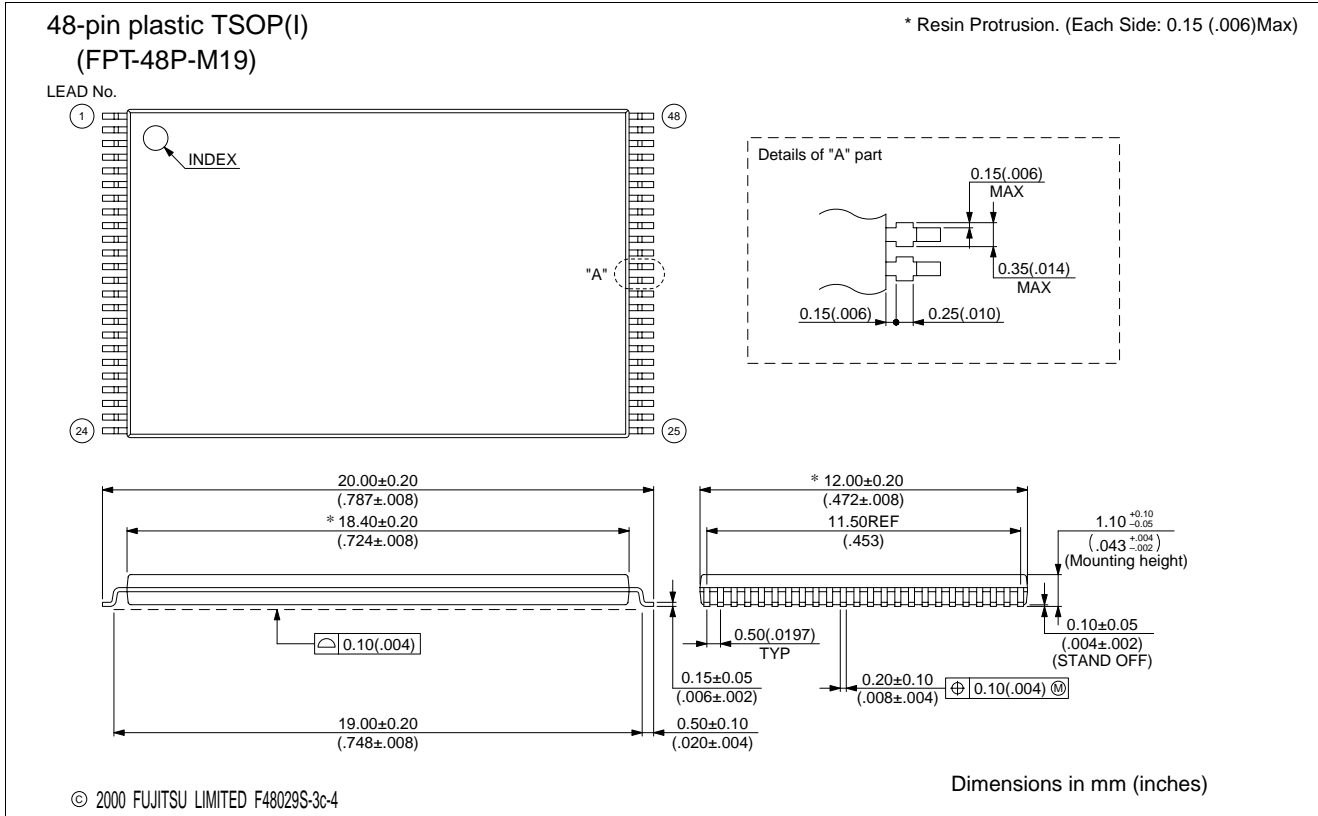 48-pin plastic TSOP(I)
(FPT-48P-M19)
* Resin Protrusion. (Each Side: 0.15 (.006)Max)
LEAD No.
1
48
INDEX
"A"
24
25
Details of "A" part
0.15(.006)
MAX
0.35(.014)
MAX
0.15(.006)
0.25(.010)
20.00±0.20
(.787±.008)
* 18.40±0.20
(.724±.008)
0.10(.004)
0.15±0.05
(.006±.002)
19.00±0.20
(.748±.008)
0.50±0.10
(.020±.004)
* 12.00±0.20
(.472±.008)
11.50REF
(.453)
1.10 +0.10 –0.05
(.043 +.004 –.002)
(Mounting height)
0.50(.0197)
TYP
0.10±0.05
(.004±.002)
(STAND OFF)
0.20±0.10
(.008±.004)
⌖ 0.10(.004) Ⓜ
© 2000 FUJITSU LIMITED F48029S-3c-4
Dimensions in mm (inches)